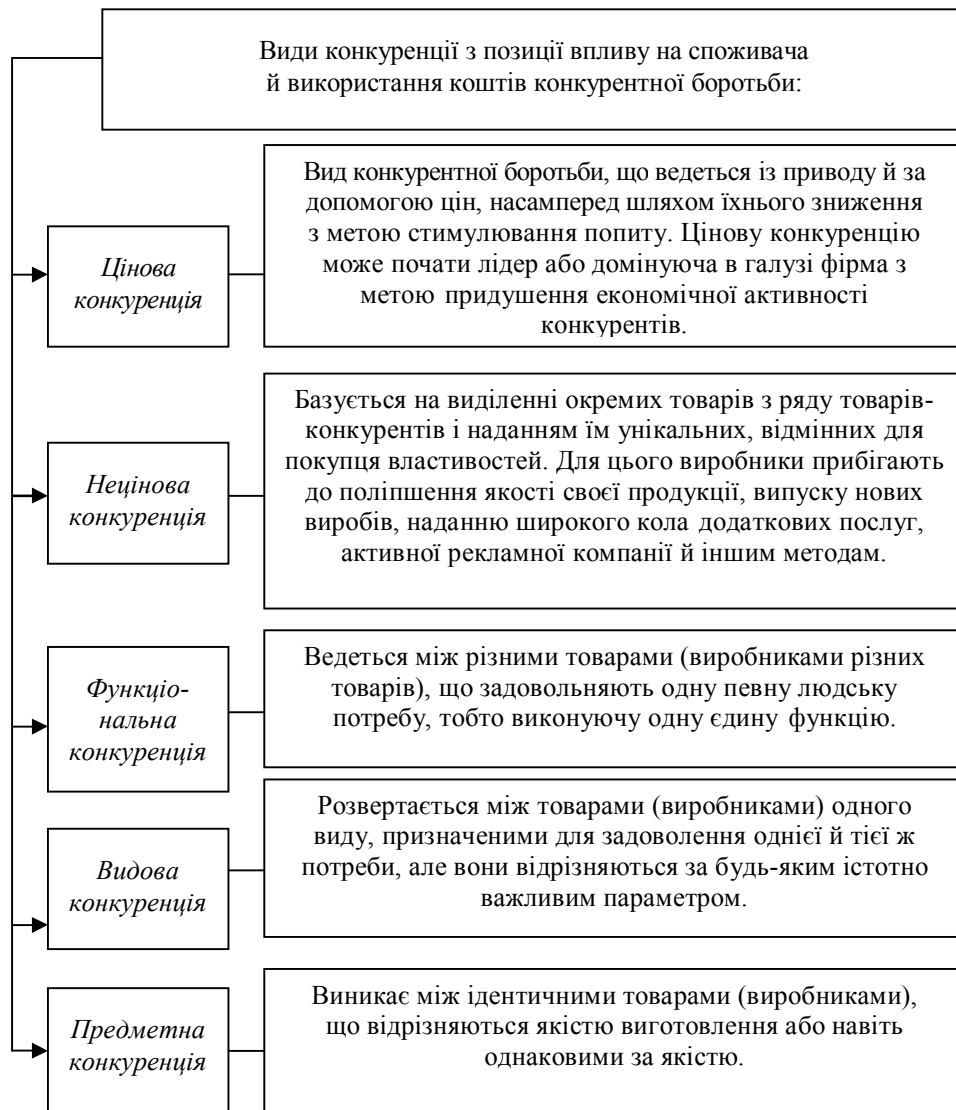 Види конкуренції з позиції впливу на споживача
й використання коштів конкурентної боротьби:
Цінова
конкуренція
Вид конкурентної боротьби, що ведеться із приводу й за
допомогою цін, насамперед шляхом їхнього зниження
з метою стимулювання попиту. Цінову конкуренцію
може почати лідер або домінуюча в галузі фірма з
метою придушення економічної активності
конкурентів.
Нецінова
конкуренція
Базується на виділенні окремих товарів з ряду товарів-
конкурентів і наданням їм унікальних, відмінних для
покупця властивостей. Для цього виробники прибігають
до поліпшення якості своєї продукції, випуску нових
виробів, наданню широкого кола додаткових послуг,
активної рекламної компанії й іншим методам.
Функціо-
нальна
конкуренція
Ведеться між різними товарами (виробниками різних
товарів), що задовольняють одну певну людську
потребу, тобто виконуючу одну єдину функцію.
Видова
конкуренція
Розвертається між товарами (виробниками) одного
виду, призначеними для задоволення однієї й тієї ж
потреби, але вони відрізняються за будь-яким істотно
важливим параметром.
Предметна
конкуренція
Виникає між ідентичними товарами (виробниками),
що відрізняються якістю виготовлення або навіть
однаковими за якістю.